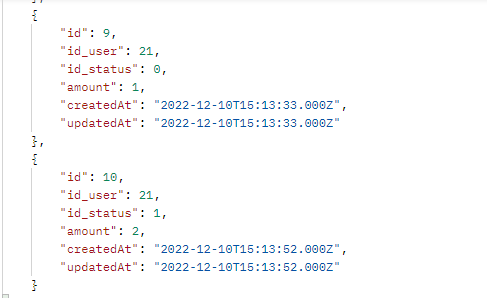 },
{
"id": 9,
"id_user": 21,
"id_status": 0,
"amount": 1,
"createdAt": "2022-12-10T15:13:33.000Z",
"updatedAt": "2022-12-10T15:13:33.000Z"
},
{
"id": 10,
"id_user": 21,
"id_status": 1,
"amount": 2,
"createdAt": "2022-12-10T15:13:52.000Z",
"updatedAt": "2022-12-10T15:13:52.000Z"
}